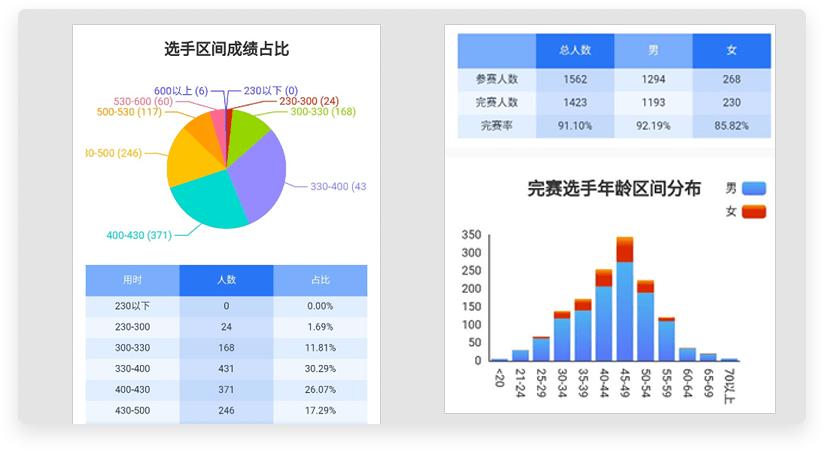 选手区间成绩占比
600以上 (6)
230以下 (0)
530-600 (60)
230-300 (24)
500-530 (117)
300-330 (168)
30-500 (246)
330-400 (43
400-430 (371)
用时 人数 占比
230以下 0 0.00%
230-300 24 1.69%
300-330 168 11.81%
330-400 431 30.29%
400-430 371 26.07%
430-500 246 17.29%
总人数 男 女
参赛人数 1562 1294 268
完赛人数 1423 1193 230
完赛率 91.10% 92.19% 85.82%
完赛选手年龄区间分布
男
女
350
300
250
200
150
100
50
0
<20 21-24 25-29 30-34 35-39 40-44 45-49 50-54 55-59 60-64 65-69 70以上